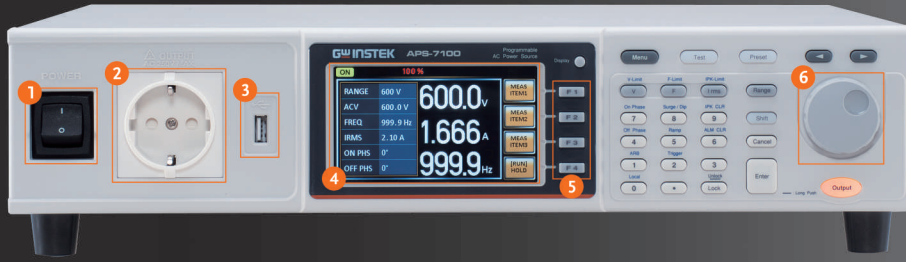 GWINSTEK APS-7100 Programmable
AC Power Source
Display
POWER
1
2
3
ON 100 %
RANGE 600 V
ACV 600.0 V
FREQ 999.9 Hz
IRMS 2.10 A
ON PHS 0°
OFF PHS 0°
600.0V
1.666A
999.9Hz
MEAS
ITEM1
MEAS
ITEM2
MEAS
ITEM3
[RUN]
HOLD
4
F 1
F 2
F 3
F 4
5
Menu Test Preset
V-Limit F-Limit IPK-Limit
V F I rms Range
On Phase Surge / Dip IPK CLR
7 8 9 Shift
Off Phase Ramp ALM CLR
4 5 6 Cancel
ARB Trigger
1 2 3 Enter
Local Unlock
0 • Lock
Long Push
6
Output